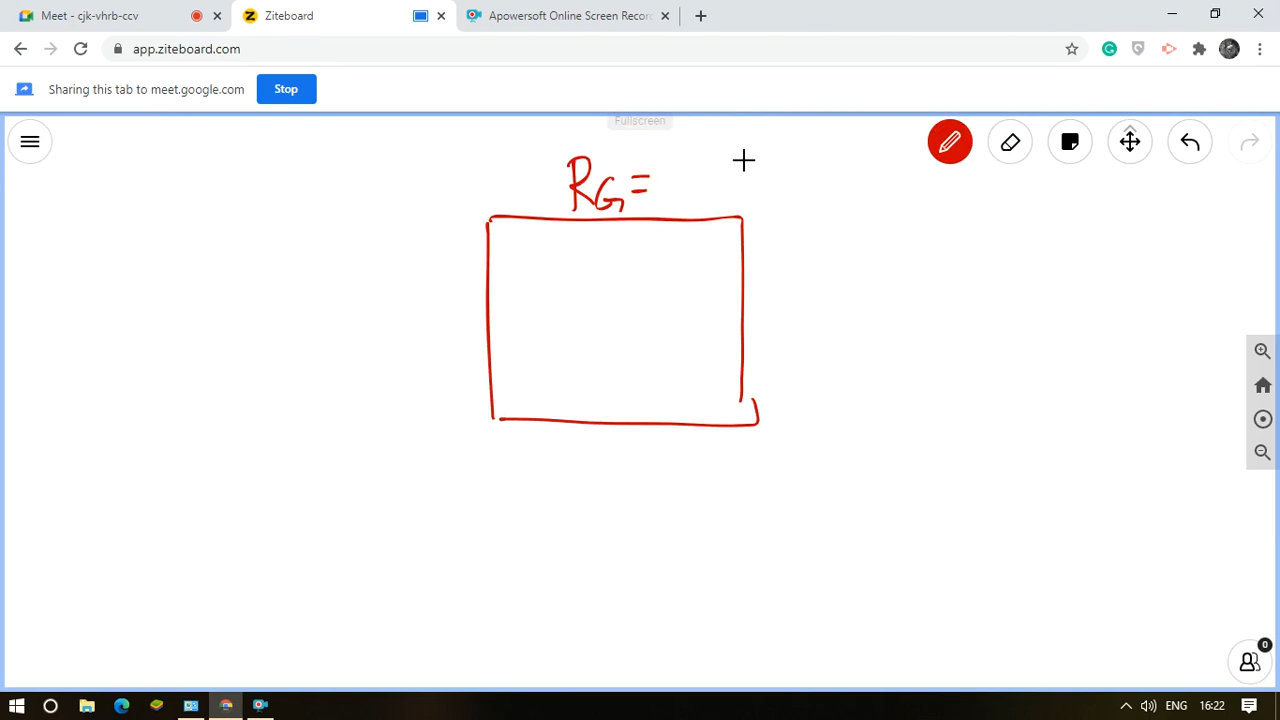 Meet - cjk-vhrb-ccv
Ziteboard
Apowersoft Online Screen Recor
app.ziteboard.com
Sharing this tab to meet.google.com
Stop
Fullscreen
RG =
0
ENG
16:22